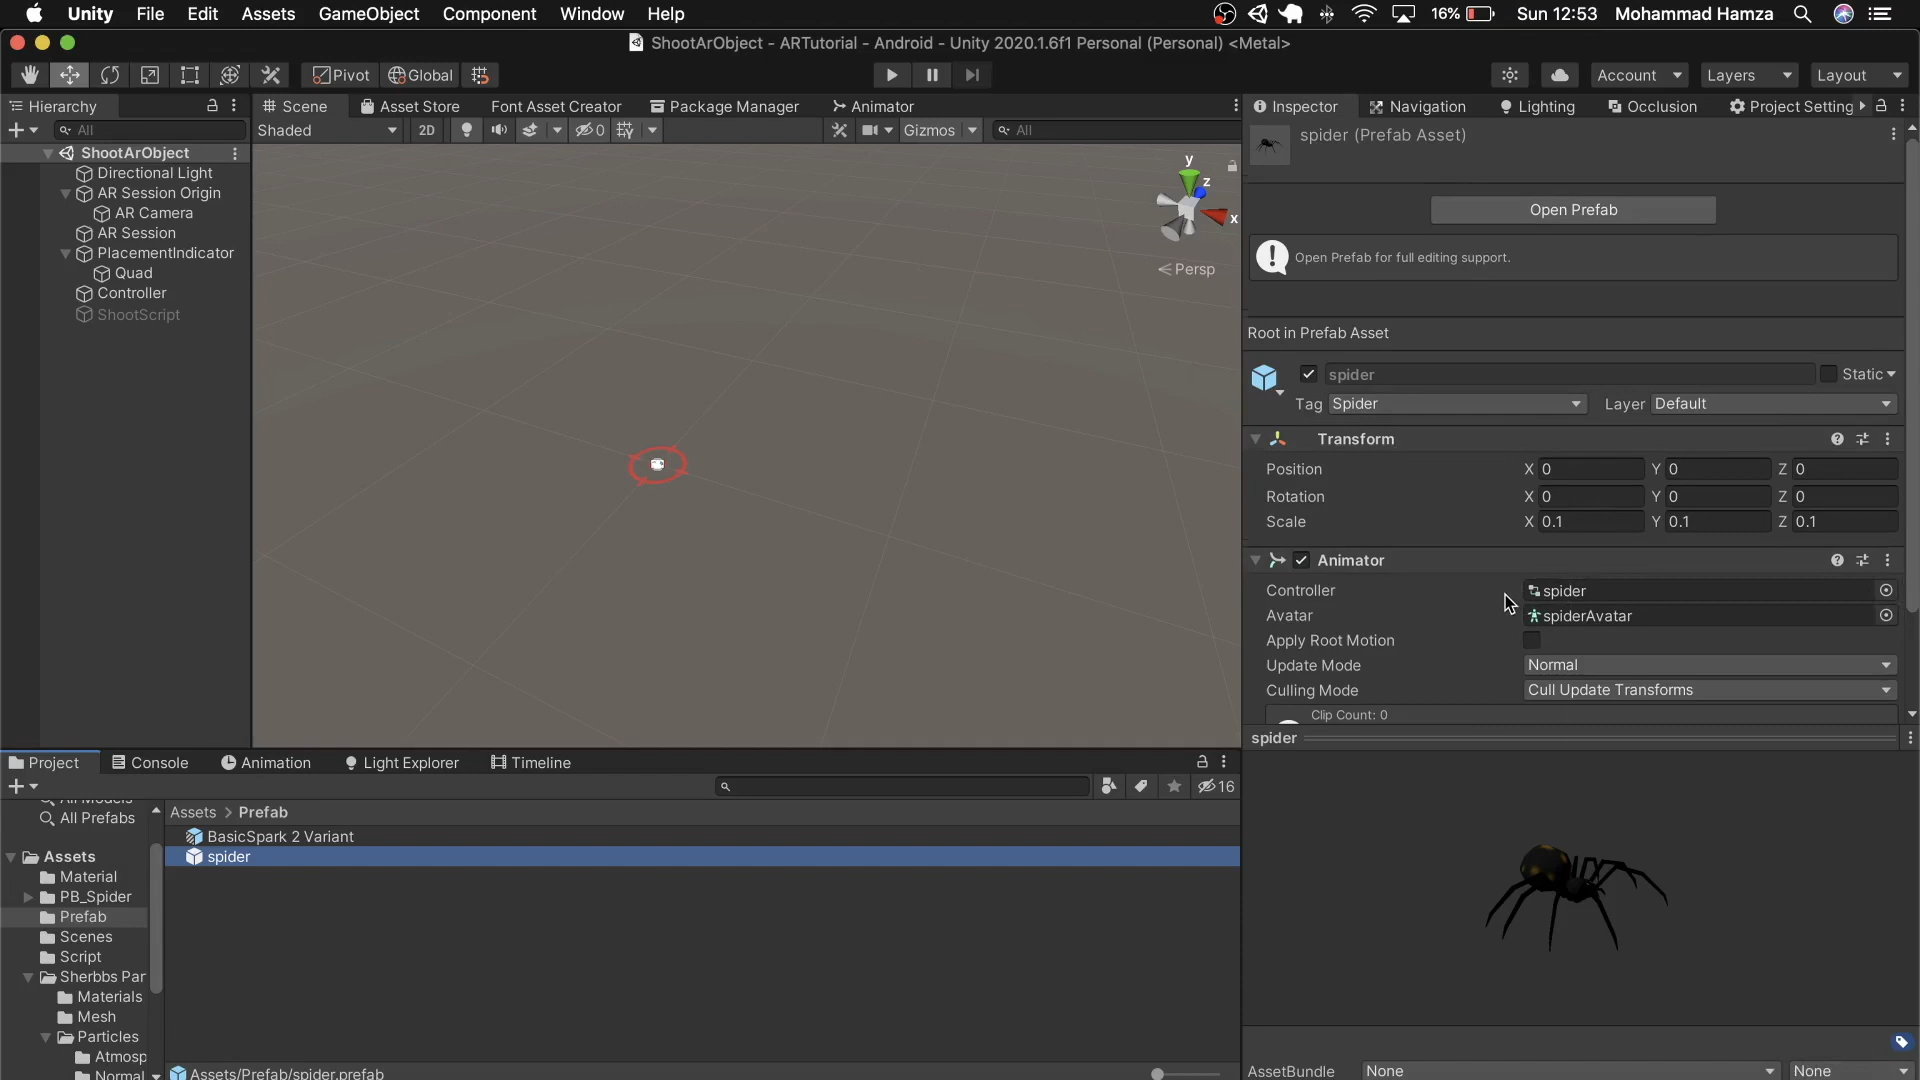 Unity File Edit Assets GameObject Component Window Help 16% Sun 12:53 Mohammad Hamza
ShootArObject - ARTutorial - Android - Unity 2020.1.6f1 Personal (Personal) <Metal>
Pivot Global Account Layers Layout
Hierarchy Scene Asset Store Font Asset Creator Package Manager Animator Inspector Navigation Lighting Occlusion Project Setting
All Shaded 2D 0 Gizmos All
spider (Prefab Asset)
ShootArObject
Directional Light
AR Session Origin
AR Camera
AR Session
PlacementIndicator
Quad
Controller
ShootScript
y
z
x
Persp
Open Prefab
Open Prefab for full editing support.
Root in Prefab Asset
spider Static
Tag Spider Layer Default
Transform
Position X 0 Y 0 Z 0
Rotation X 0 Y 0 Z 0
Scale X 0.1 Y 0.1 Z 0.1
Animator
Controller spider
Avatar spiderAvatar
Apply Root Motion
Update Mode Normal
Culling Mode Cull Update Transforms
Clip Count: 0
spider
Project Console Animation Light Explorer Timeline
16
All Models
All Prefabs
Assets
Material
PB_Spider
Prefab
Scenes
Script
Sherbbs Par
Materials
Mesh
Particles
Atmosp
Normal
Assets > Prefab
BasicSpark 2 Variant
spider
Assets/Prefab/spider.prefab
AssetBundle None None